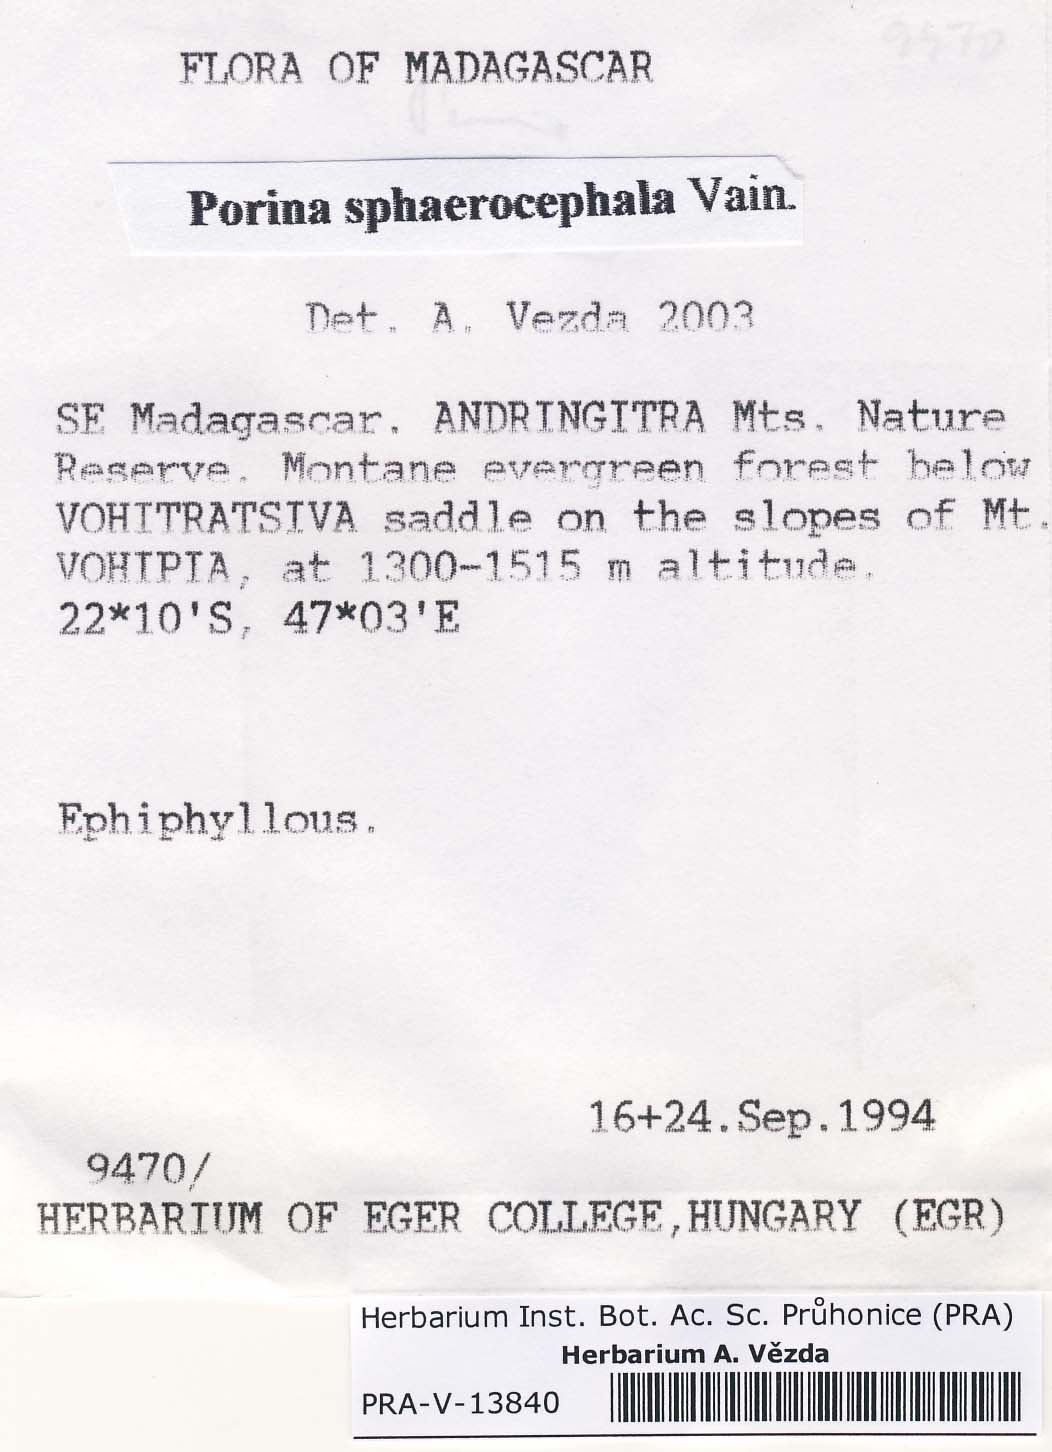 FLORA OF MADAGASCAR
Porina sphaerocephala Vain.
Det. A. Vezda 2003
SE Madagascar. ANDRINGITRA Mts. Nature
Reserve. Montane evergreen forest below
VOHITRATSIVA saddle on the slopes of Mt.
VOHIPIA, at 1300-1515 m altitude.
22*10'S, 47*03'E
Ephiphyllous.
16+24.Sep.1994
9470/
HERBARIUM OF EGER COLLEGE,HUNGARY (EGR)
Herbarium Inst. Bot. Ac. Sc. Průhonice (PRA)
Herbarium A. Vězda
PRA-V-13840